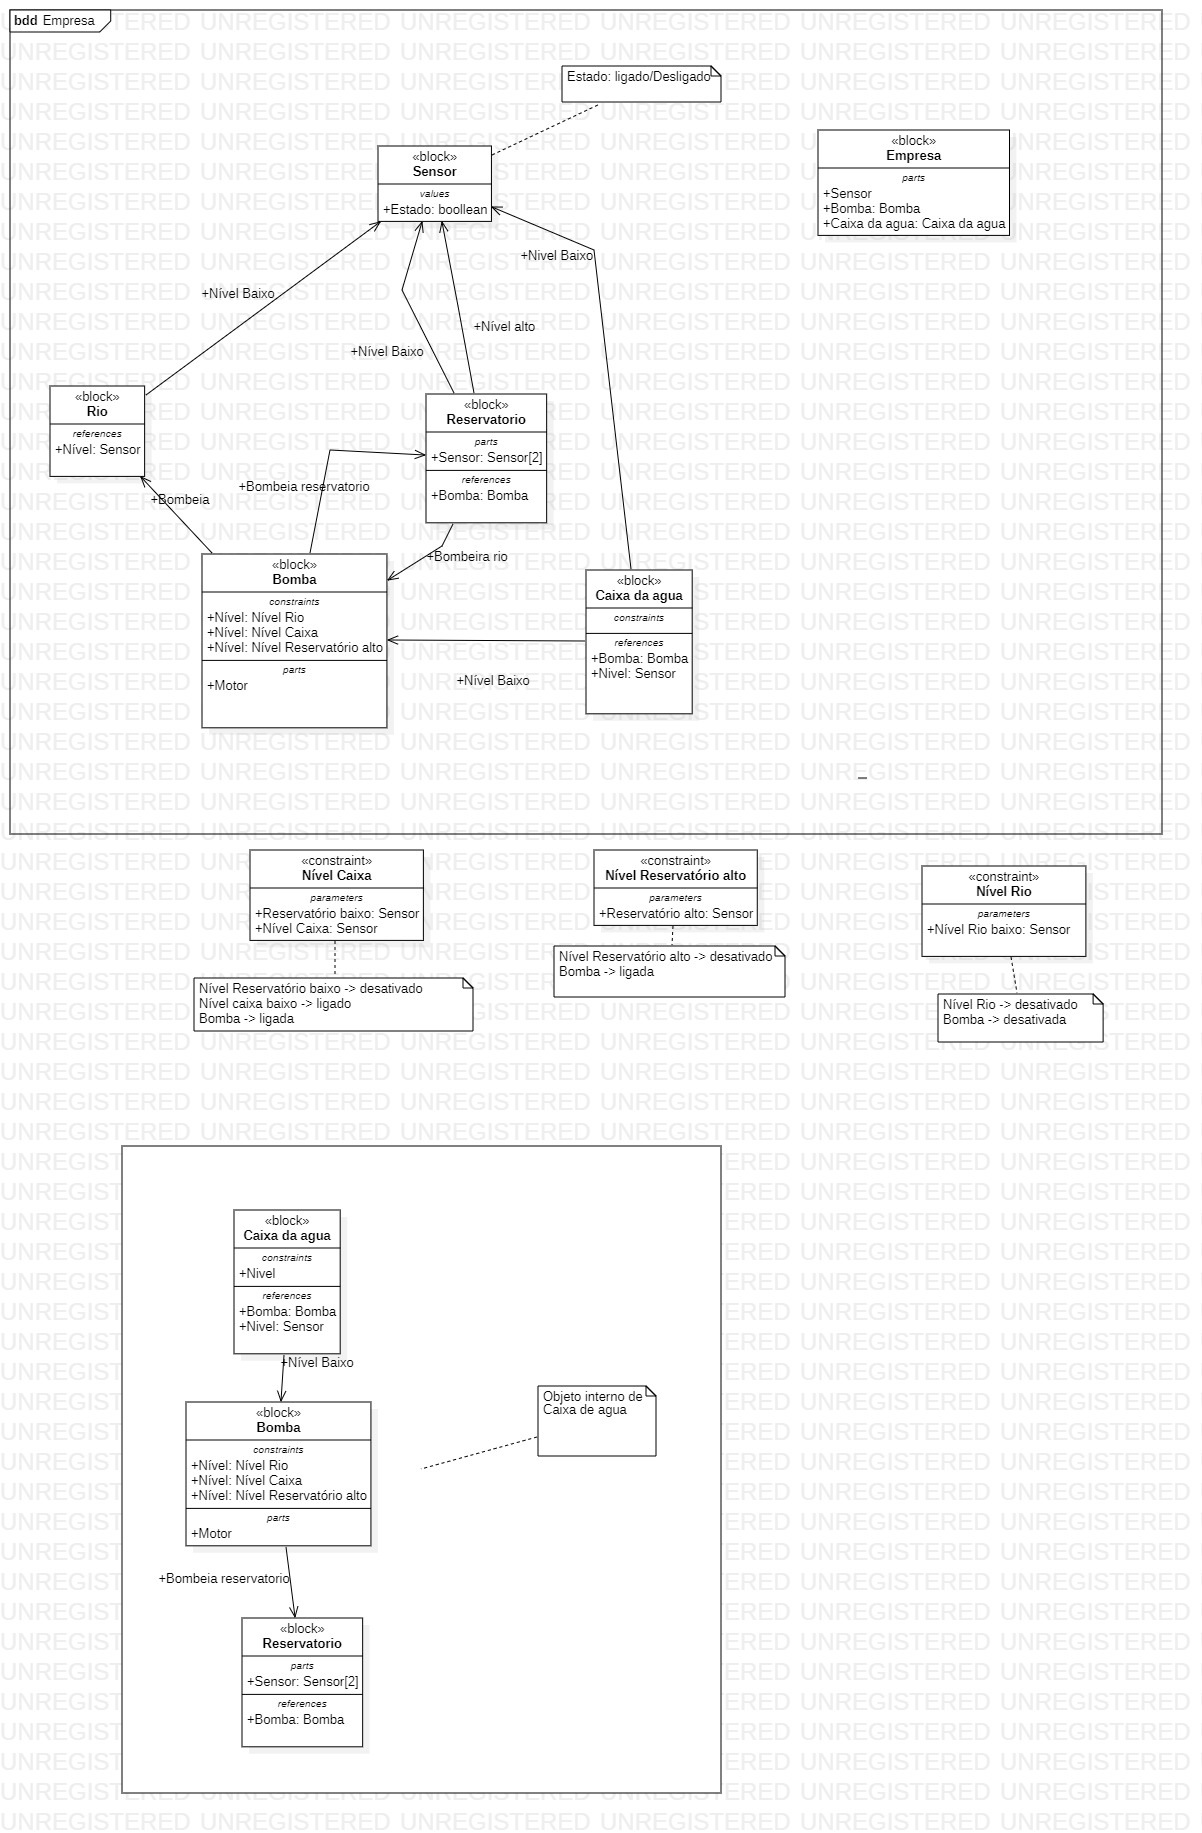 bdd Empresa
Estado: ligado/Desligado
«block»
Sensor
values
+Estado: boollean
«block»
Empresa
parts
+Sensor
+Bomba: Bomba
+Caixa da agua: Caixa da agua
+Nível Baixo
+Nivel Baixo
+Nível alto
+Nível Baixo
«block»
Rio
references
+Nível: Sensor
«block»
Reservatorio
parts
+Sensor: Sensor[2]
references
+Bomba: Bomba
+Bombeia
+Bombeia reservatorio
+Bombeira rio
«block»
Bomba
constraints
+Nível: Nível Rio
+Nível: Nível Caixa
+Nível: Nível Reservatório alto
parts
+Motor
«block»
Caixa da agua
constraints
references
+Bomba: Bomba
+Nivel: Sensor
+Nível Baixo
«constraint»
Nível Caixa
parameters
+Reservatório baixo: Sensor
+Nível Caixa: Sensor
«constraint»
Nível Reservatório alto
parameters
+Reservatório alto: Sensor
«constraint»
Nível Rio
parameters
+Nível Rio baixo: Sensor
Nível Reservatório baixo -> desativado
Nível caixa baixo -> ligado
Bomba -> ligada
Nível Reservatório alto -> desativado
Bomba -> ligada
Nível Rio -> desativado
Bomba -> desativada
«block»
Caixa da agua
constraints
+Nivel
references
+Bomba: Bomba
+Nivel: Sensor
+Nível Baixo
«block»
Bomba
constraints
+Nível: Nível Rio
+Nível: Nível Caixa
+Nível: Nível Reservatório alto
parts
+Motor
Objeto interno de
Caixa de agua
+Bombeia reservatorio
«block»
Reservatorio
parts
+Sensor: Sensor[2]
references
+Bomba: Bomba
UNREGISTERED